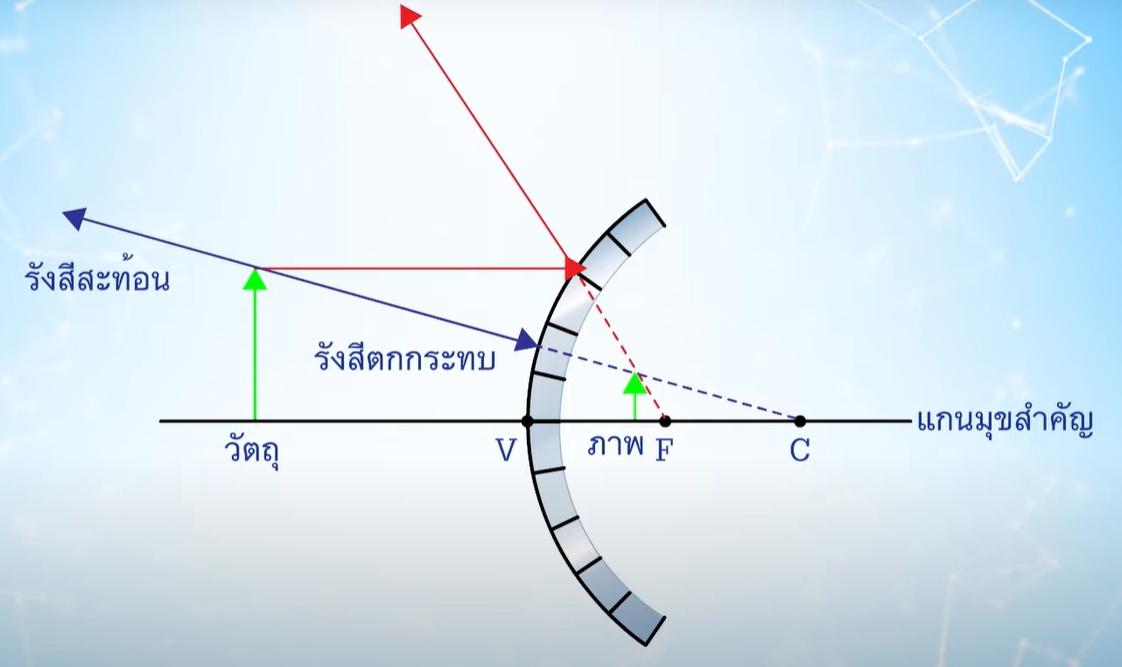 รังสีสะท้อน
รังสีตกกระทบ
แกนมุขสำคัญ
วัตถุ
V
ภาพ
F
C